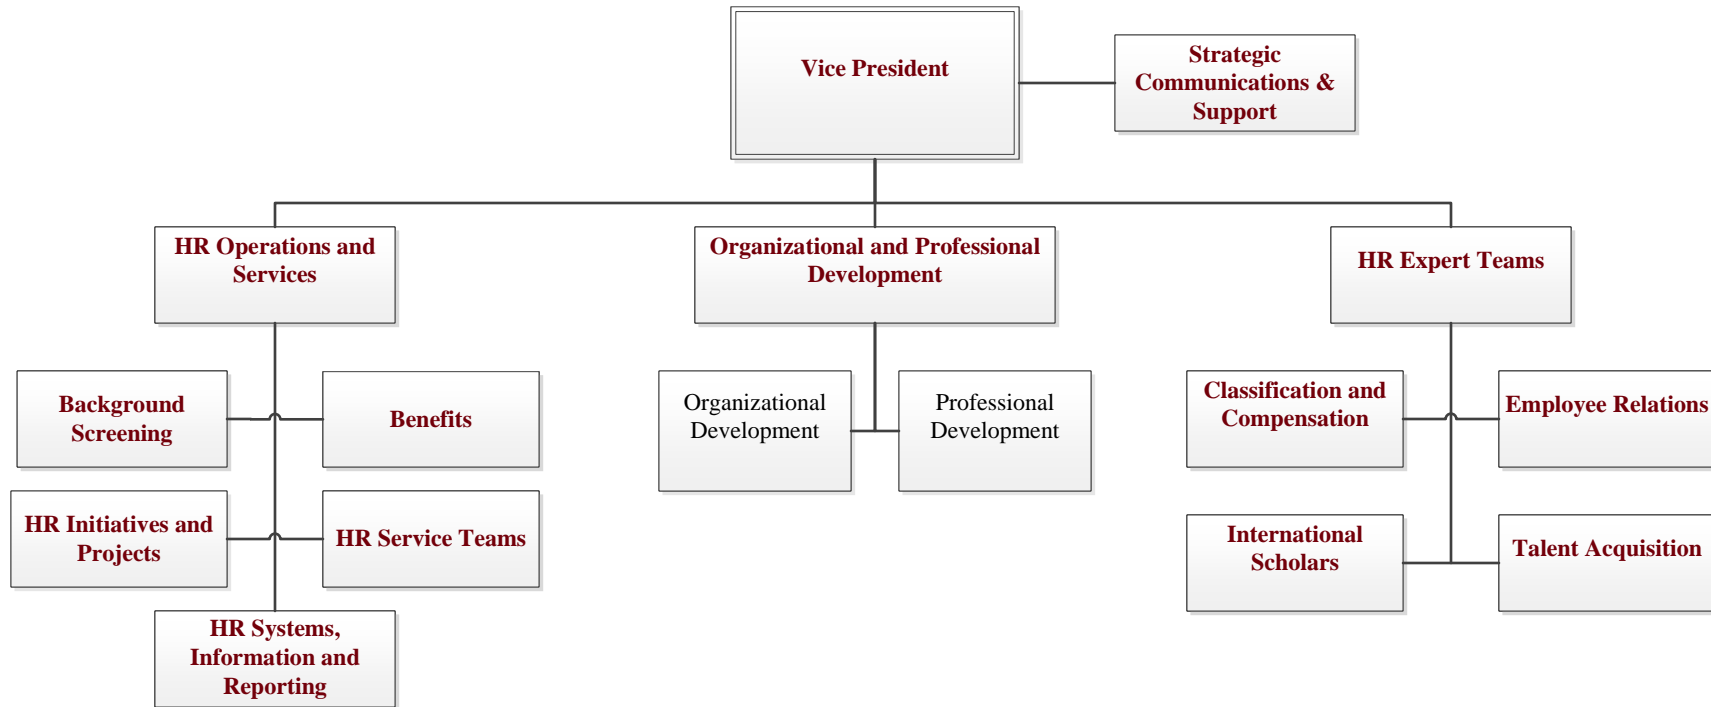 Vice President
Strategic
Communications &
Support
HR Operations and
Services
Organizational and Professional
Development
HR Expert Teams
Background
Screening
Benefits
Organizational
Development
Professional
Development
Classification and
Compensation
Employee Relations
HR Initiatives and
Projects
HR Service Teams
International
Scholars
Talent Acquisition
HR Systems,
Information and
Reporting